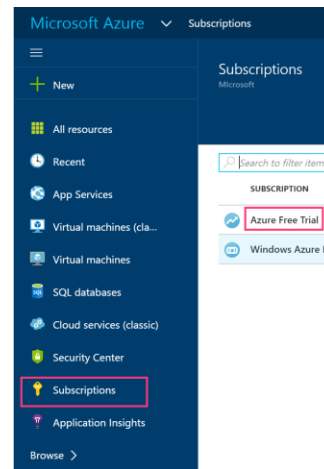 Microsoft Azure Subscriptions
New
All resources
Recent
App Services
Virtual machines (cla...
Virtual machines
SQL databases
Cloud services (classic)
Security Center
Subscriptions
Application Insights
Browse >
Subscriptions
Microsoft
Search to filter item
SUBSCRIPTION
Azure Free Trial
Windows Azure